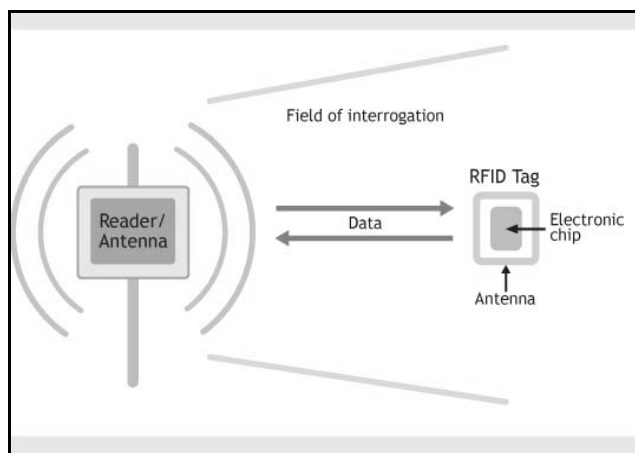 Field of interrogation
RFID Tag
Reader/
Antenna
Data
Electronic
chip
Antenna